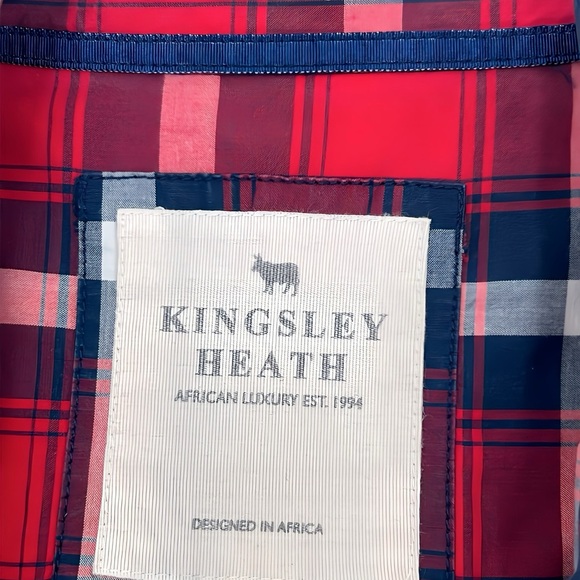 KINGSLEY
HEATH
AFRICAN LUXURY EST. 1994
DESIGNED IN AFRICA